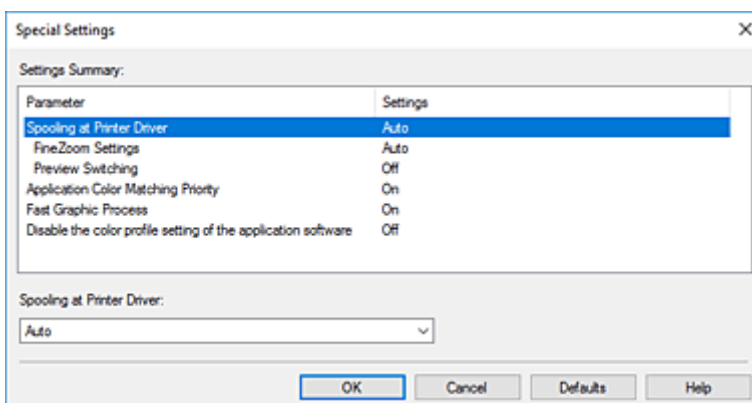 Special Settings
Settings Summary:
Parameter Settings
Spooling at Printer Driver Auto
FineZoom Settings Auto
Preview Switching Off
Application Color Matching Priority On
Fast Graphic Process On
Disable the color profile setting of the application software Off
Spooling at Printer Driver:
Auto
OK Cancel Defaults Help